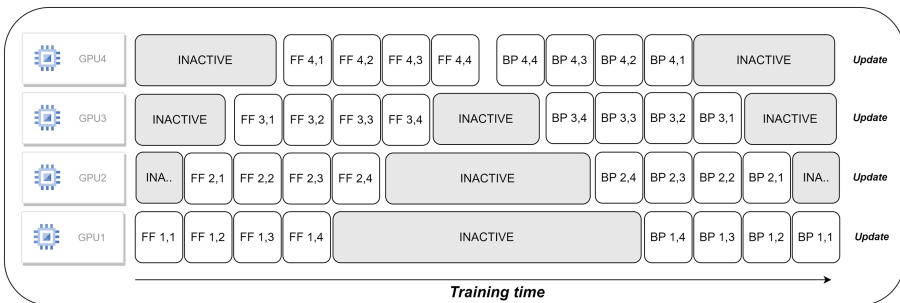 GPU4 INACTIVE FF 4,1 FF 4,2 FF 4,3 FF 4,4 BP 4,4 BP 4,3 BP 4,2 BP 4,1 INACTIVE Update
GPU3 INACTIVE FF 3,1 FF 3,2 FF 3,3 FF 3,4 INACTIVE BP 3,4 BP 3,3 BP 3,2 BP 3,1 INACTIVE Update
GPU2 INA.. FF 2,1 FF 2,2 FF 2,3 FF 2,4 INACTIVE BP 2,4 BP 2,3 BP 2,2 BP 2,1 INA.. Update
GPU1 FF 1,1 FF 1,2 FF 1,3 FF 1,4 INACTIVE BP 1,4 BP 1,3 BP 1,2 BP 1,1 Update
Training time